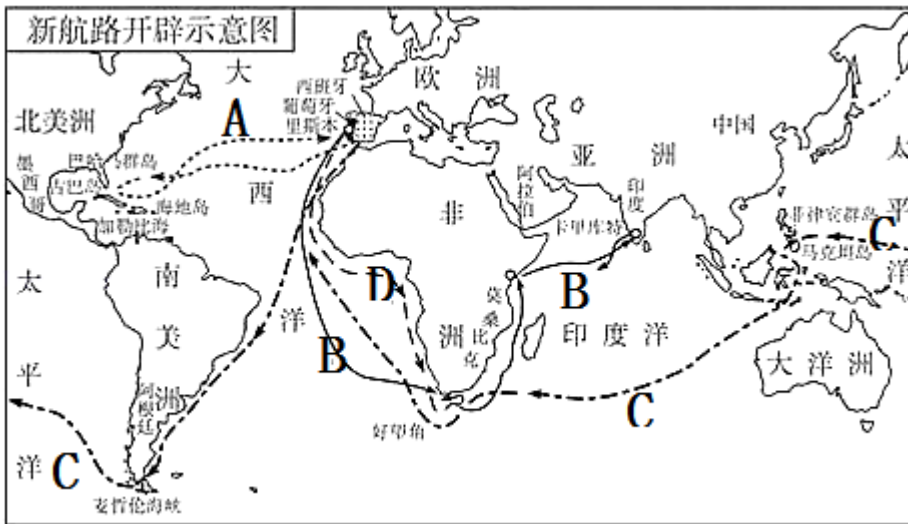 新航路开辟示意图
大
西
洋
欧 洲
西班牙
葡萄牙
里斯本
北美洲
A
中国
巴哈马群岛
墨西哥
古巴岛
海地岛
加勒比海
亚 洲
阿拉伯
印度
卡里库特
太
平
洋
菲律宾群岛
C
马克坦岛
非
洲
D
B
南
美
洲
莫桑比克
B
印度洋
大洋洲
太
平
洋
阿根廷
C
好望角
C
麦哲伦海峡